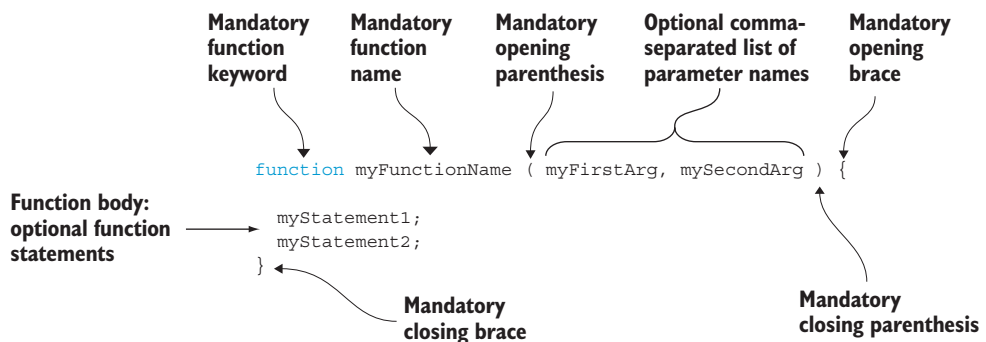 Mandatory
function
keyword
Mandatory
function
name
Mandatory
opening
parenthesis
Optional comma-
separated list of
parameter names
Mandatory
opening
brace
function myFunctionName ( myFirstArg, mySecondArg ) {
Function body:
optional function
statements
myStatement1;
myStatement2;
}
Mandatory
closing brace
Mandatory
closing parenthesis